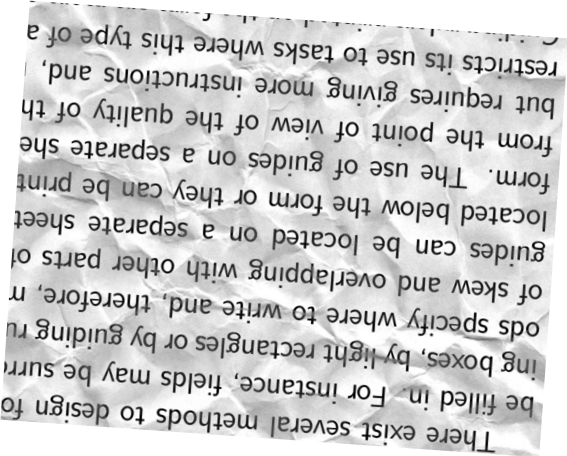 There exist several methods to design fo
be filled in. For instance, fields may be surr
ing boxes, by light rectangles or by guiding ru
ods specify where to write and, therefore, m
of skew and overlapping with other parts of
guides can be located on a separate sheet
located below the form or they can be print
form. The use of guides on a separate she
from the point of view of the quality of th
but requires giving more instructions and,
restricts its use to tasks where this type of a